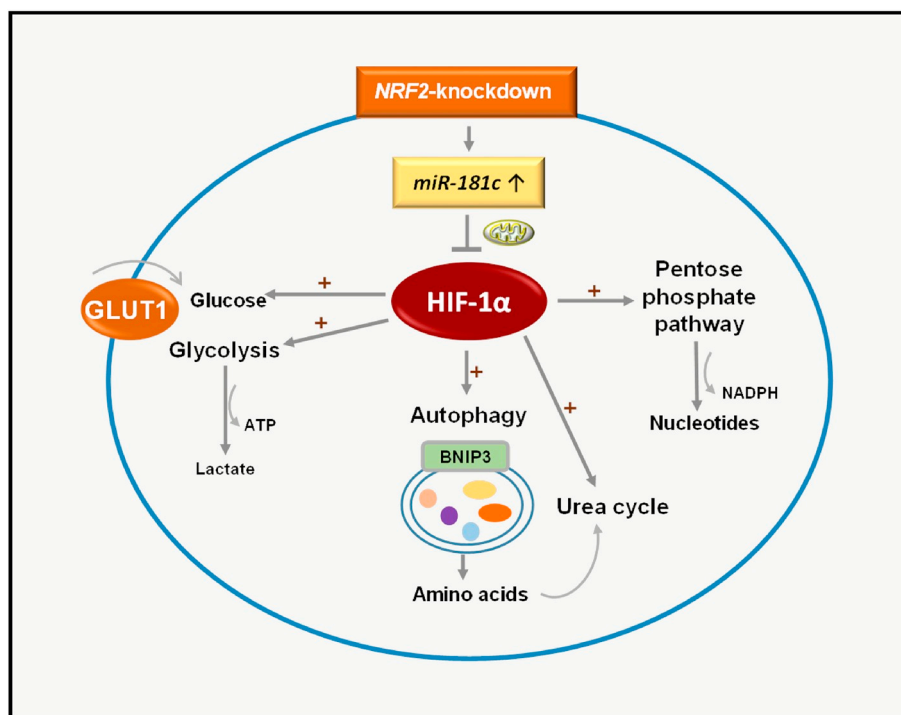 NRF2-knockdown
miR-181c ↑
HIF-1α
GLUT1
Glucose
+
Glycolysis
+
ATP
Lactate
+
Autophagy
BNIP3
Amino acids
+
Urea cycle
+
Pentose
phosphate
pathway
NADPH
Nucleotides